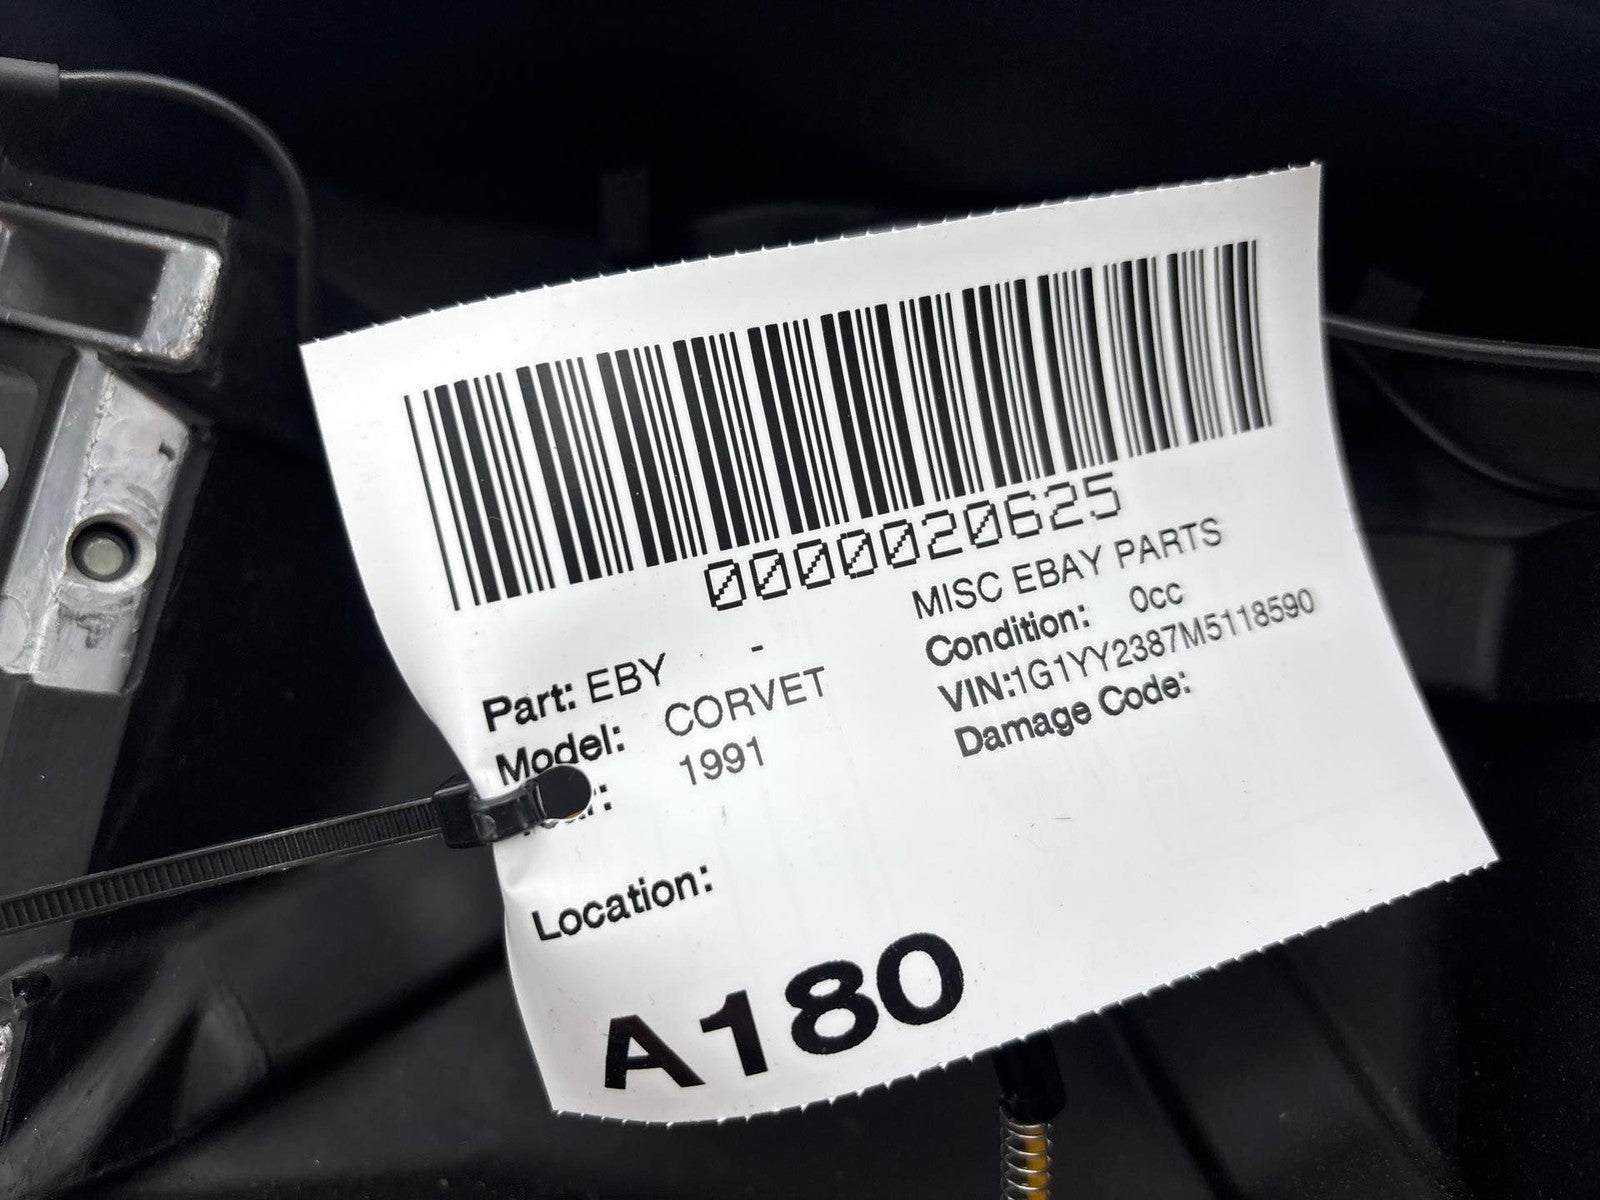 0000020625
MISC EBAY PARTS
Part: EBY -
Condition: 0cc
Model: CORVET
VIN:1G1YY2387M5118590
1991
Damage Code:
Location:
A180